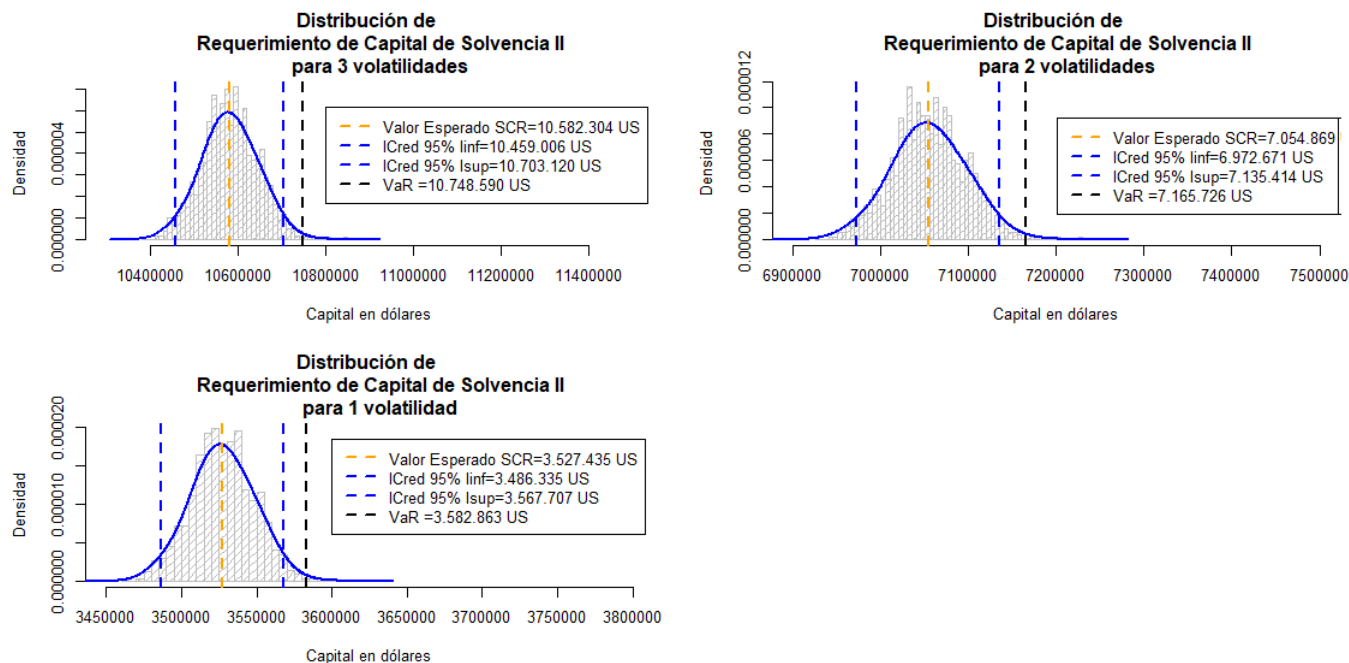 Distribución de
Requerimiento de Capital de Solvencia II
para 3 volatilidades
Densidad
0.000000
0.000004
Valor Esperado SCR=10.582.304 US
ICred 95% linf=10.459.006 US
ICred 95% lsup=10.703.120 US
VaR =10.748.590 US
10400000 10600000 10800000 11000000 11200000 11400000
Capital en dólares
Distribución de
Requerimiento de Capital de Solvencia II
para 2 volatilidades
Densidad
0.000000
0.000006
0.000012
Valor Esperado SCR=7.054.869
ICred 95% linf=6.972.671 US
ICred 95% lsup=7.135.414 US
VaR =7.165.726 US
6900000 7000000 7100000 7200000 7300000 7400000 7500000
Capital en dólares
Distribución de
Requerimiento de Capital de Solvencia II
para 1 volatilidad
Densidad
0.000000
0.000010
0.000020
Valor Esperado SCR=3.527.435 US
ICred 95% linf=3.486.335 US
ICred 95% lsup=3.567.707 US
VaR =3.582.863 US
3450000 3500000 3550000 3600000 3650000 3700000 3750000 3800000
Capital en dólares